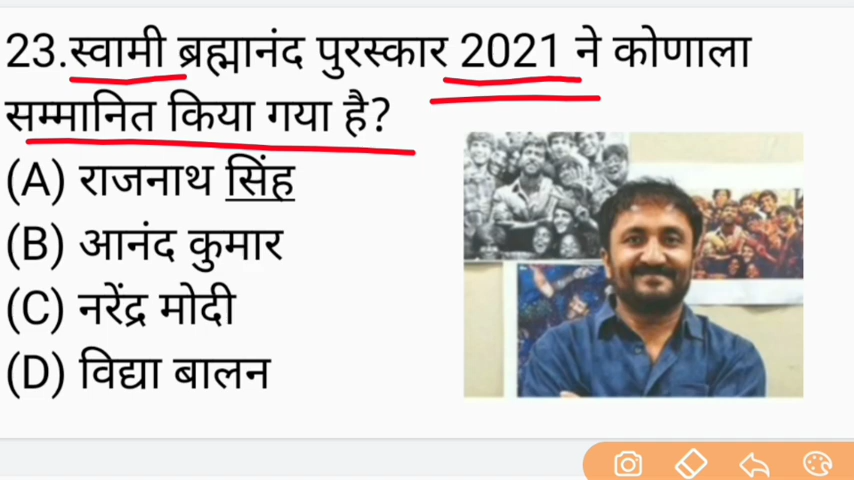 23.स्वामी ब्रह्मानंद पुरस्कार 2021 ने कोणाला
सम्मानित किया गया है?
(A) राजनाथ सिंह
(B) आनंद कुमार
(C) नरेंद्र मोदी
(D) विद्या बालन